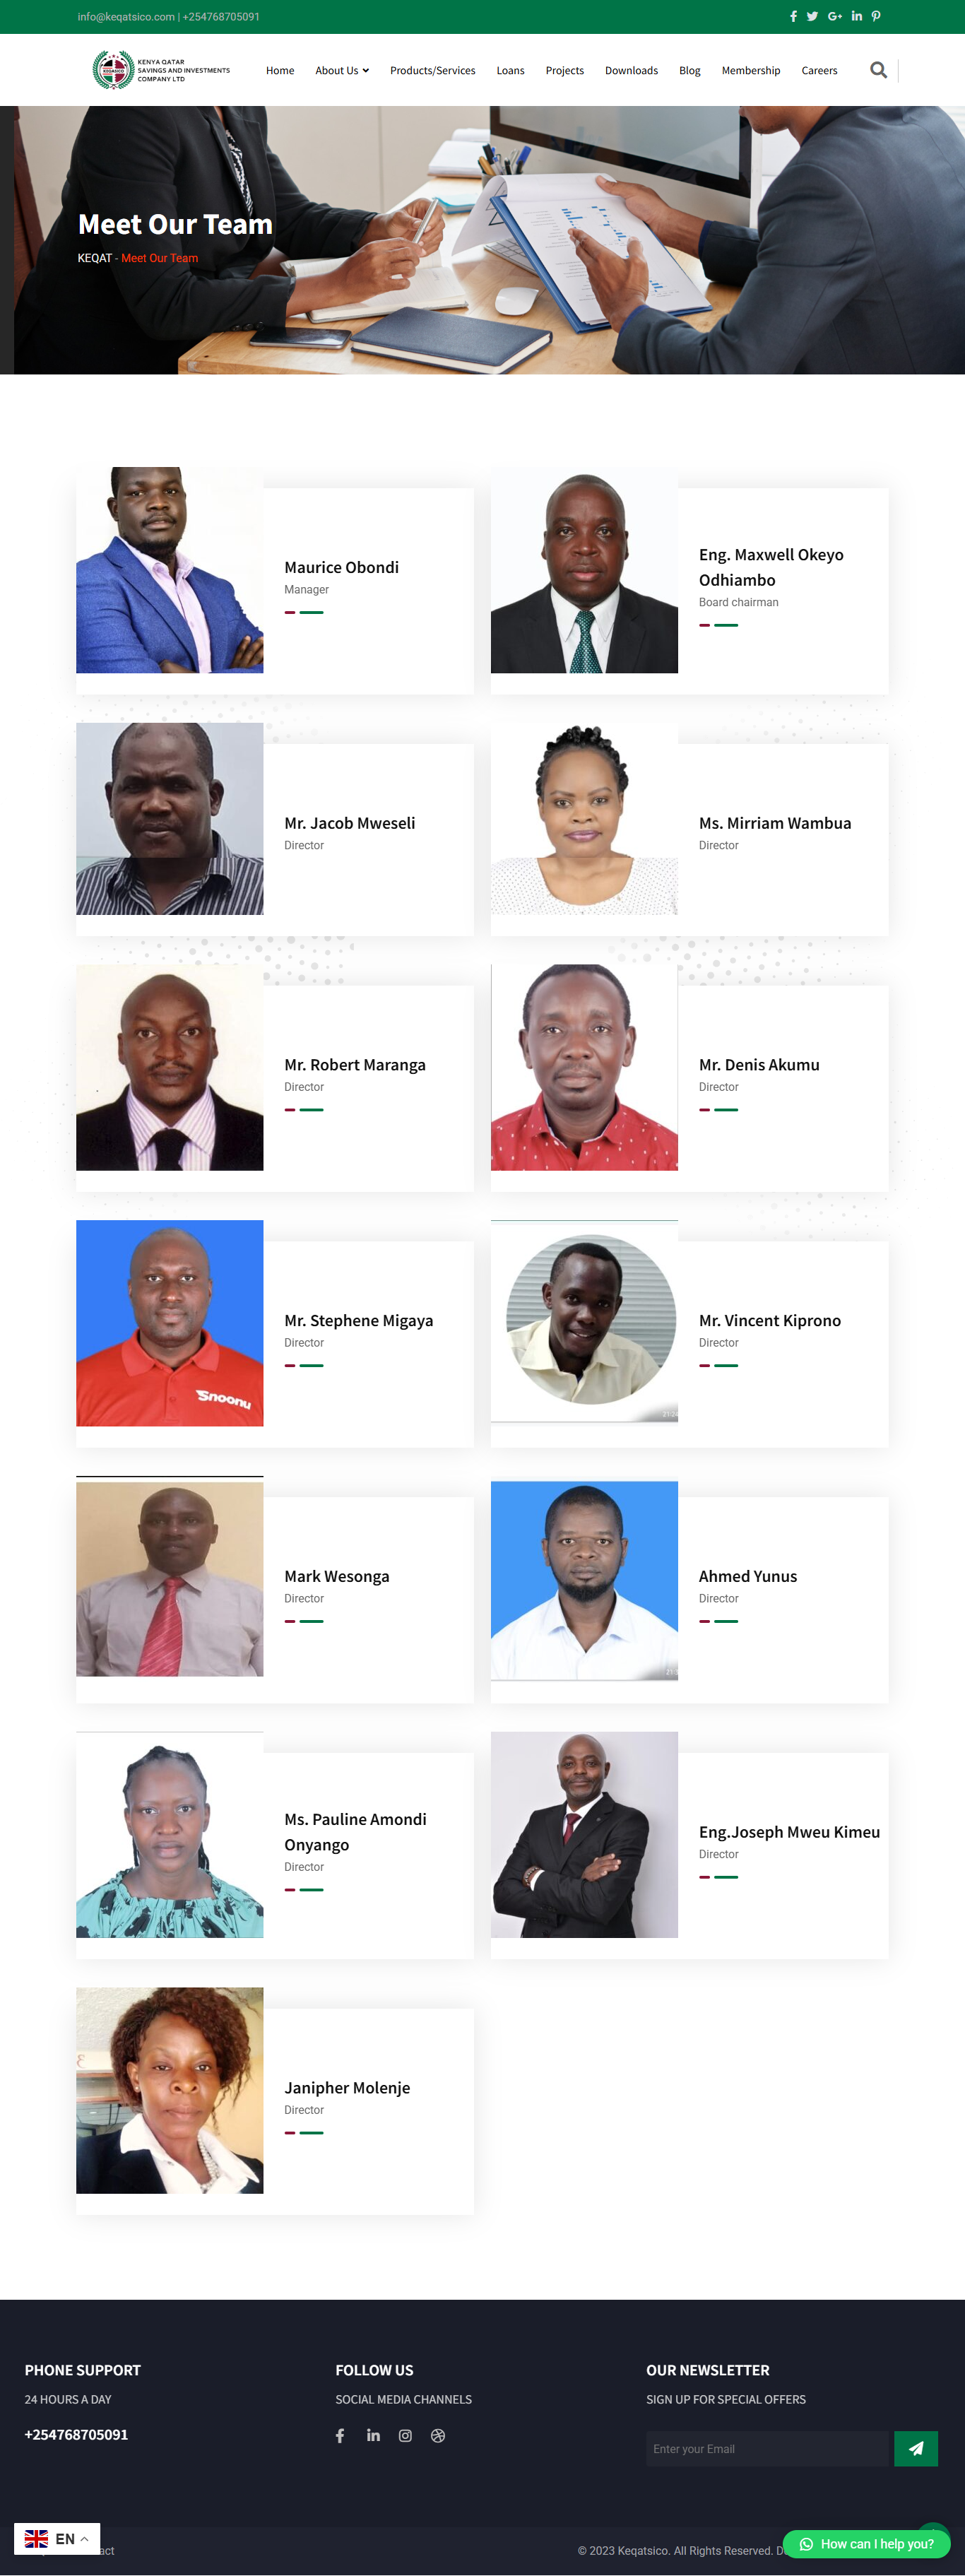 info@keqatsico.com | +254768705091
KEQASICO
KENYA QATAR
SAVINGS AND INVESTMENTS
COMPANY LTD
Home About Us Products/Services Loans Projects Downloads Blog Membership Careers
Meet Our Team
KEQAT - Meet Our Team
Maurice Obondi
Manager
Eng. Maxwell Okeyo
Odhiambo
Board chairman
Mr. Jacob Mweseli
Director
Ms. Mirriam Wambua
Director
Mr. Robert Maranga
Director
Mr. Denis Akumu
Director
Snoonu
Mr. Stephene Migaya
Director
Mr. Vincent Kiprono
Director
Mark Wesonga
Director
Ahmed Yunus
Director
Ms. Pauline Amondi
Onyango
Director
Eng.Joseph Mweu Kimeu
Director
Janipher Molenje
Director
PHONE SUPPORT
24 HOURS A DAY
+254768705091
FOLLOW US
SOCIAL MEDIA CHANNELS
OUR NEWSLETTER
SIGN UP FOR SPECIAL OFFERS
Enter your Email
EN
© 2023 Keqatsico. All Rights Reserved.
How can I help you?